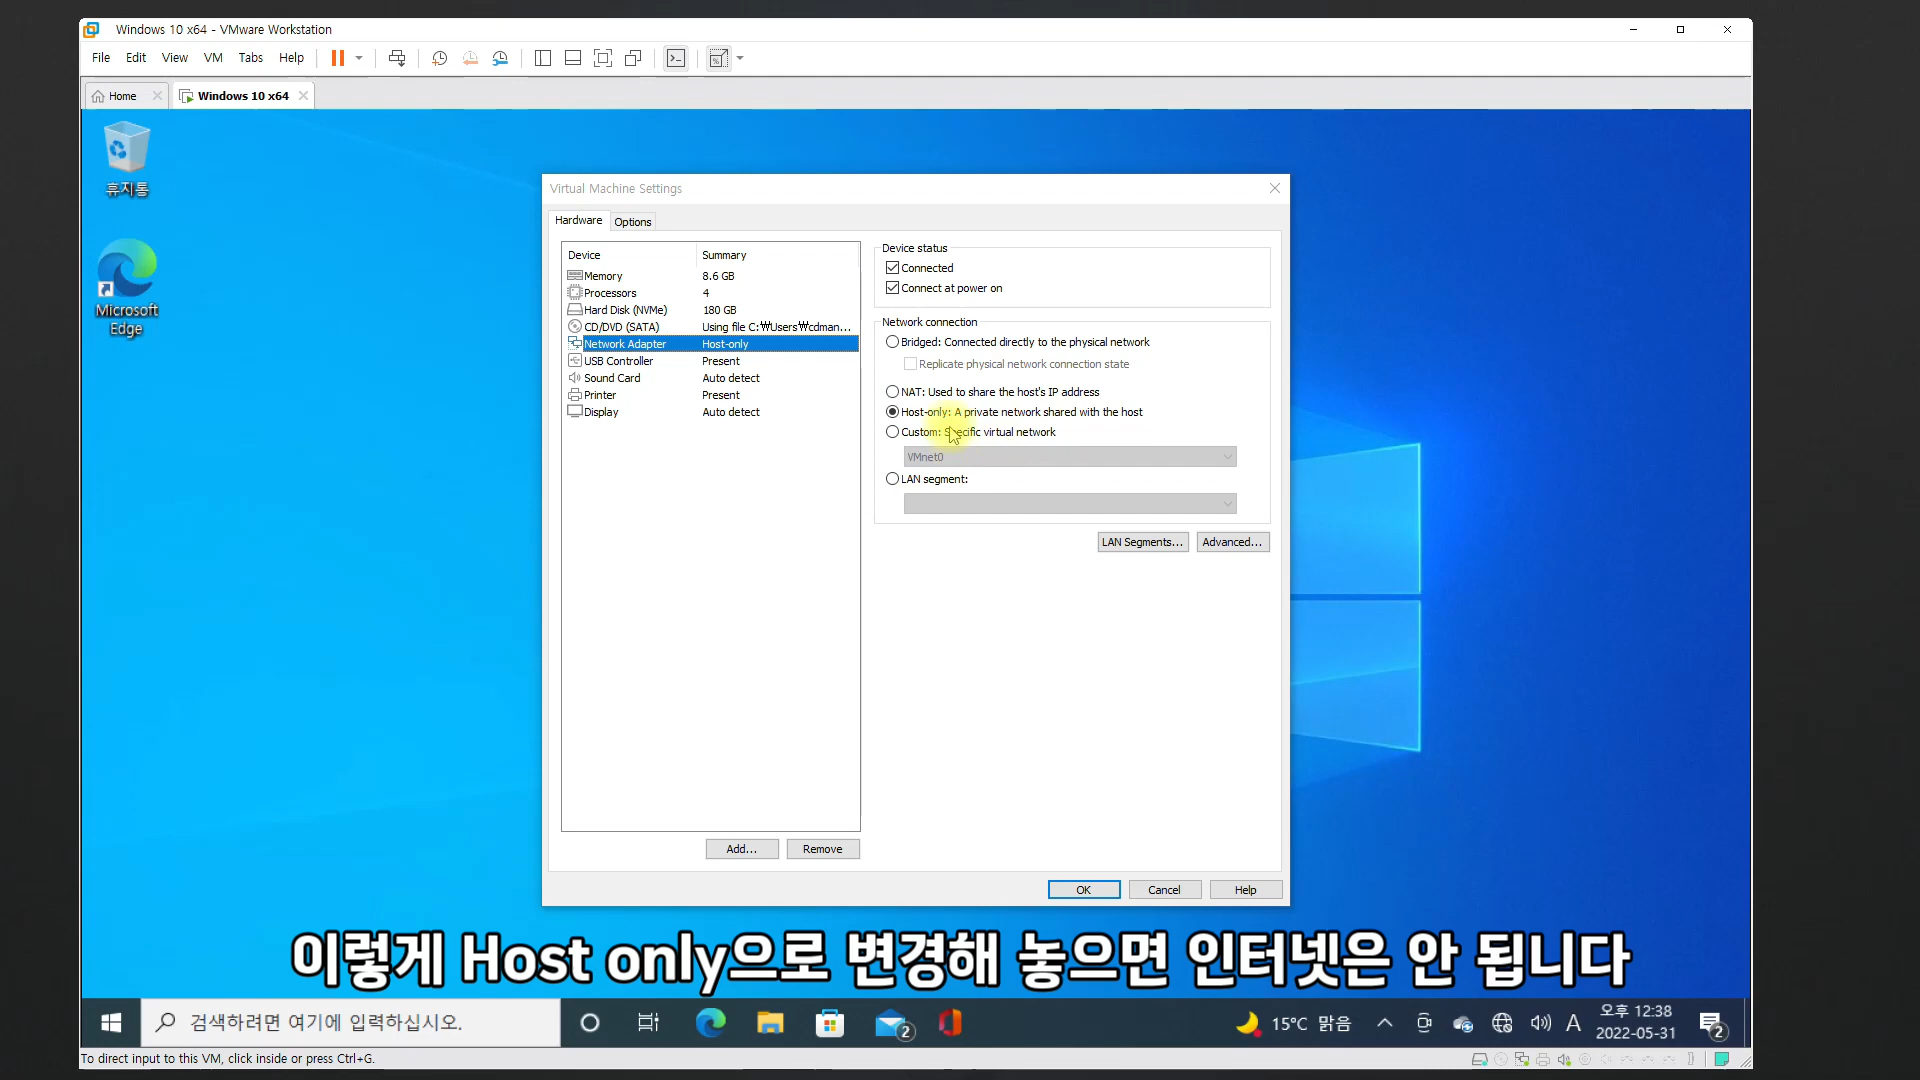 Windows 10 x64 - VMware Workstation
File Edit View VM Tabs Help
Home
Windows 10 x64
휴지통
Microsoft
Edge
Virtual Machine Settings
Hardware Options
Device Summary
Memory 8.6 GB
Processors 4
Hard Disk (NVMe) 180 GB
CD/DVD (SATA) Using file C:₩Users₩cdman...
Network Adapter Host-only
USB Controller Present
Sound Card Auto detect
Printer Present
Display Auto detect
Add... Remove
Device status
Connected
Connect at power on
Network connection
Bridged: Connected directly to the physical network
Replicate physical network connection state
NAT: Used to share the host's IP address
Host-only: A private network shared with the host
Custom: Specific virtual network
VMnet0
LAN segment:
LAN Segments... Advanced...
OK Cancel Help
이렇게 Host only으로 변경해 놓으면 인터넷은 안 됩니다
검색하려면 여기에 입력하십시오.
2
15°C 맑음
A
오후 12:38
2022-05-31
2
To direct input to this VM, click inside or press Ctrl+G.